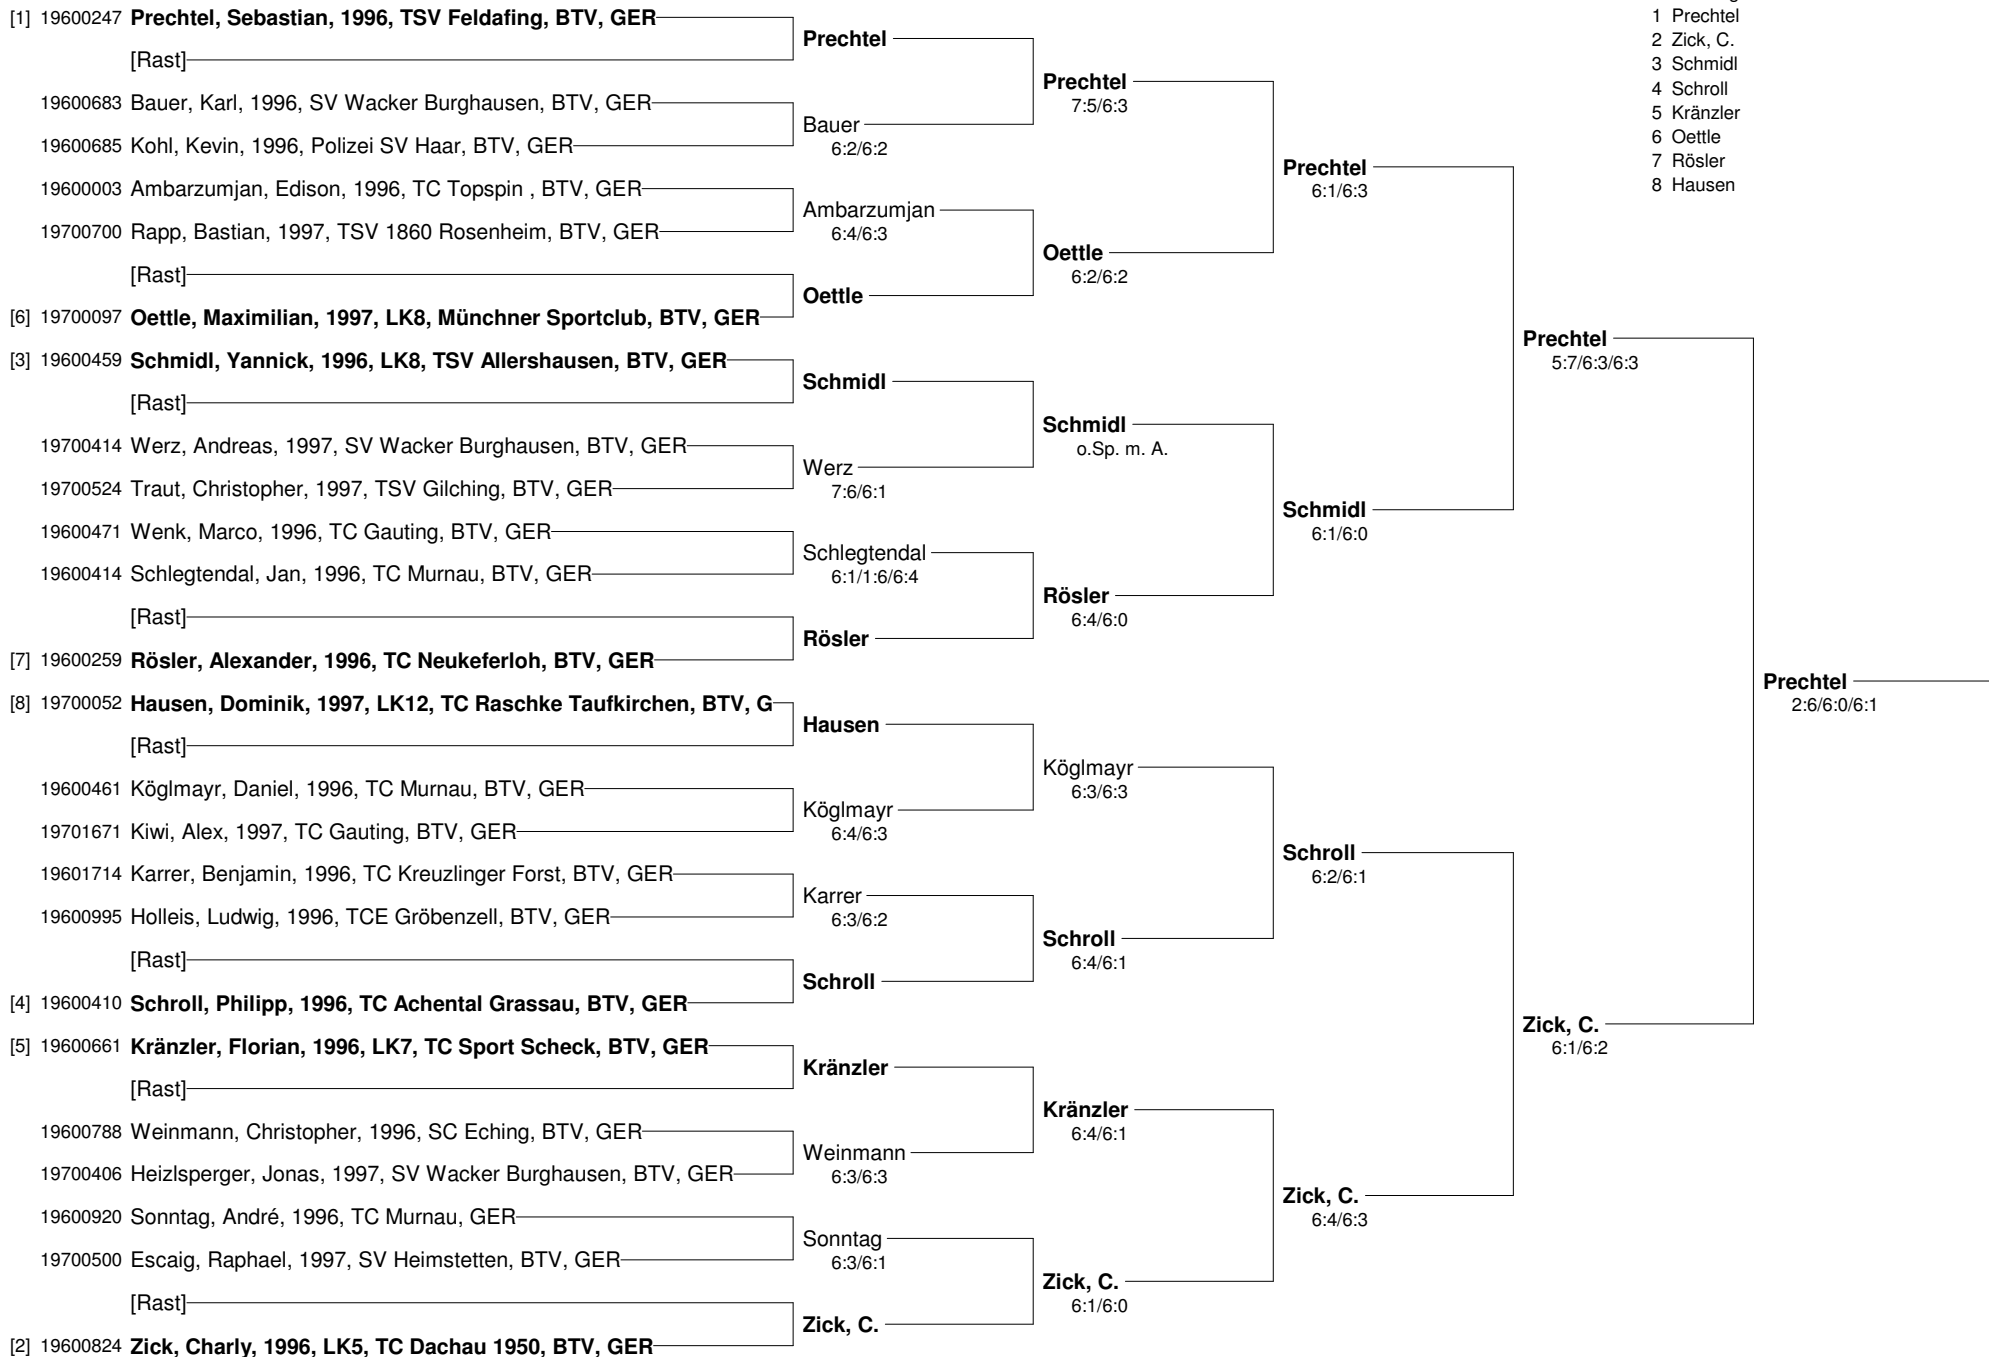 [1] 19600247 Prechtel, Sebastian, 1996, TSV Feldafing, BTV, GER
[Rast]
19600683 Bauer, Karl, 1996, SV Wacker Burghausen, BTV, GER
19600685 Kohl, Kevin, 1996, Polizei SV Haar, BTV, GER
19600003 Ambarzumjan, Edison, 1996, TC Topspin , BTV, GER
19700700 Rapp, Bastian, 1997, TSV 1860 Rosenheim, BTV, GER
[Rast]
[6] 19700097 Oettle, Maximilian, 1997, LK8, Münchner Sportclub, BTV, GER
[3] 19600459 Schmidl, Yannick, 1996, LK8, TSV Allershausen, BTV, GER
[Rast]
19700414 Werz, Andreas, 1997, SV Wacker Burghausen, BTV, GER
19700524 Traut, Christopher, 1997, TSV Gilching, BTV, GER
19600471 Wenk, Marco, 1996, TC Gauting, BTV, GER
19600414 Schlegtendal, Jan, 1996, TC Murnau, BTV, GER
[Rast]
[7] 19600259 Rösler, Alexander, 1996, TC Neukeferloh, BTV, GER
[8] 19700052 Hausen, Dominik, 1997, LK12, TC Raschke Taufkirchen, BTV, G
[Rast]
19600461 Köglmayr, Daniel, 1996, TC Murnau, BTV, GER
19701671 Kiwi, Alex, 1997, TC Gauting, BTV, GER
19601714 Karrer, Benjamin, 1996, TC Kreuzlinger Forst, BTV, GER
19600995 Holleis, Ludwig, 1996, TCE Gröbenzell, BTV, GER
[Rast]
[4] 19600410 Schroll, Philipp, 1996, TC Achental Grassau, BTV, GER
[5] 19600661 Kränzler, Florian, 1996, LK7, TC Sport Scheck, BTV, GER
[Rast]
19600788 Weinmann, Christopher, 1996, SC Eching, BTV, GER
19700406 Heizlsperger, Jonas, 1997, SV Wacker Burghausen, BTV, GER
19600920 Sonntag, André, 1996, TC Murnau, GER
19700500 Escaig, Raphael, 1997, SV Heimstetten, BTV, GER
[Rast]
[2] 19600824 Zick, Charly, 1996, LK5, TC Dachau 1950, BTV, GER
Prechtel
Bauer
6:2/6:2
Ambarzumjan
6:4/6:3
Oettle
Schmidl
Werz
7:6/6:1
Schlegtendal
6:1/1:6/6:4
Rösler
Hausen
Köglmayr
6:4/6:3
Karrer
6:3/6:2
Schroll
Kränzler
Weinmann
6:3/6:3
Sonntag
6:3/6:1
Zick, C.
Prechtel
7:5/6:3
Oettle
6:2/6:2
Schmidl
o.Sp. m. A.
Rösler
6:4/6:0
Köglmayr
6:3/6:3
Schroll
6:4/6:1
Kränzler
6:4/6:1
Zick, C.
6:1/6:0
Prechtel
6:1/6:3
Schmidl
6:1/6:0
Schroll
6:2/6:1
Zick, C.
6:4/6:3
Prechtel
5:7/6:3/6:3
Zick, C.
6:1/6:2
Prechtel
2:6/6:0/6:1
1 Prechtel
2 Zick, C.
3 Schmidl
4 Schroll
5 Kränzler
6 Oettle
7 Rösler
8 Hausen